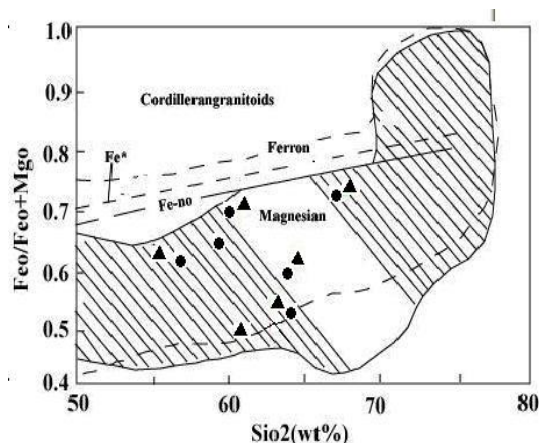 1.0
Cordillerangranitoids
0.9
0.8
Fe*
Ferron
Fe-no
0.7
Magnesian
0.6
0.5
0.4
50
60
70
80
Feo/Feo+Mgo
Sio2(wt%)